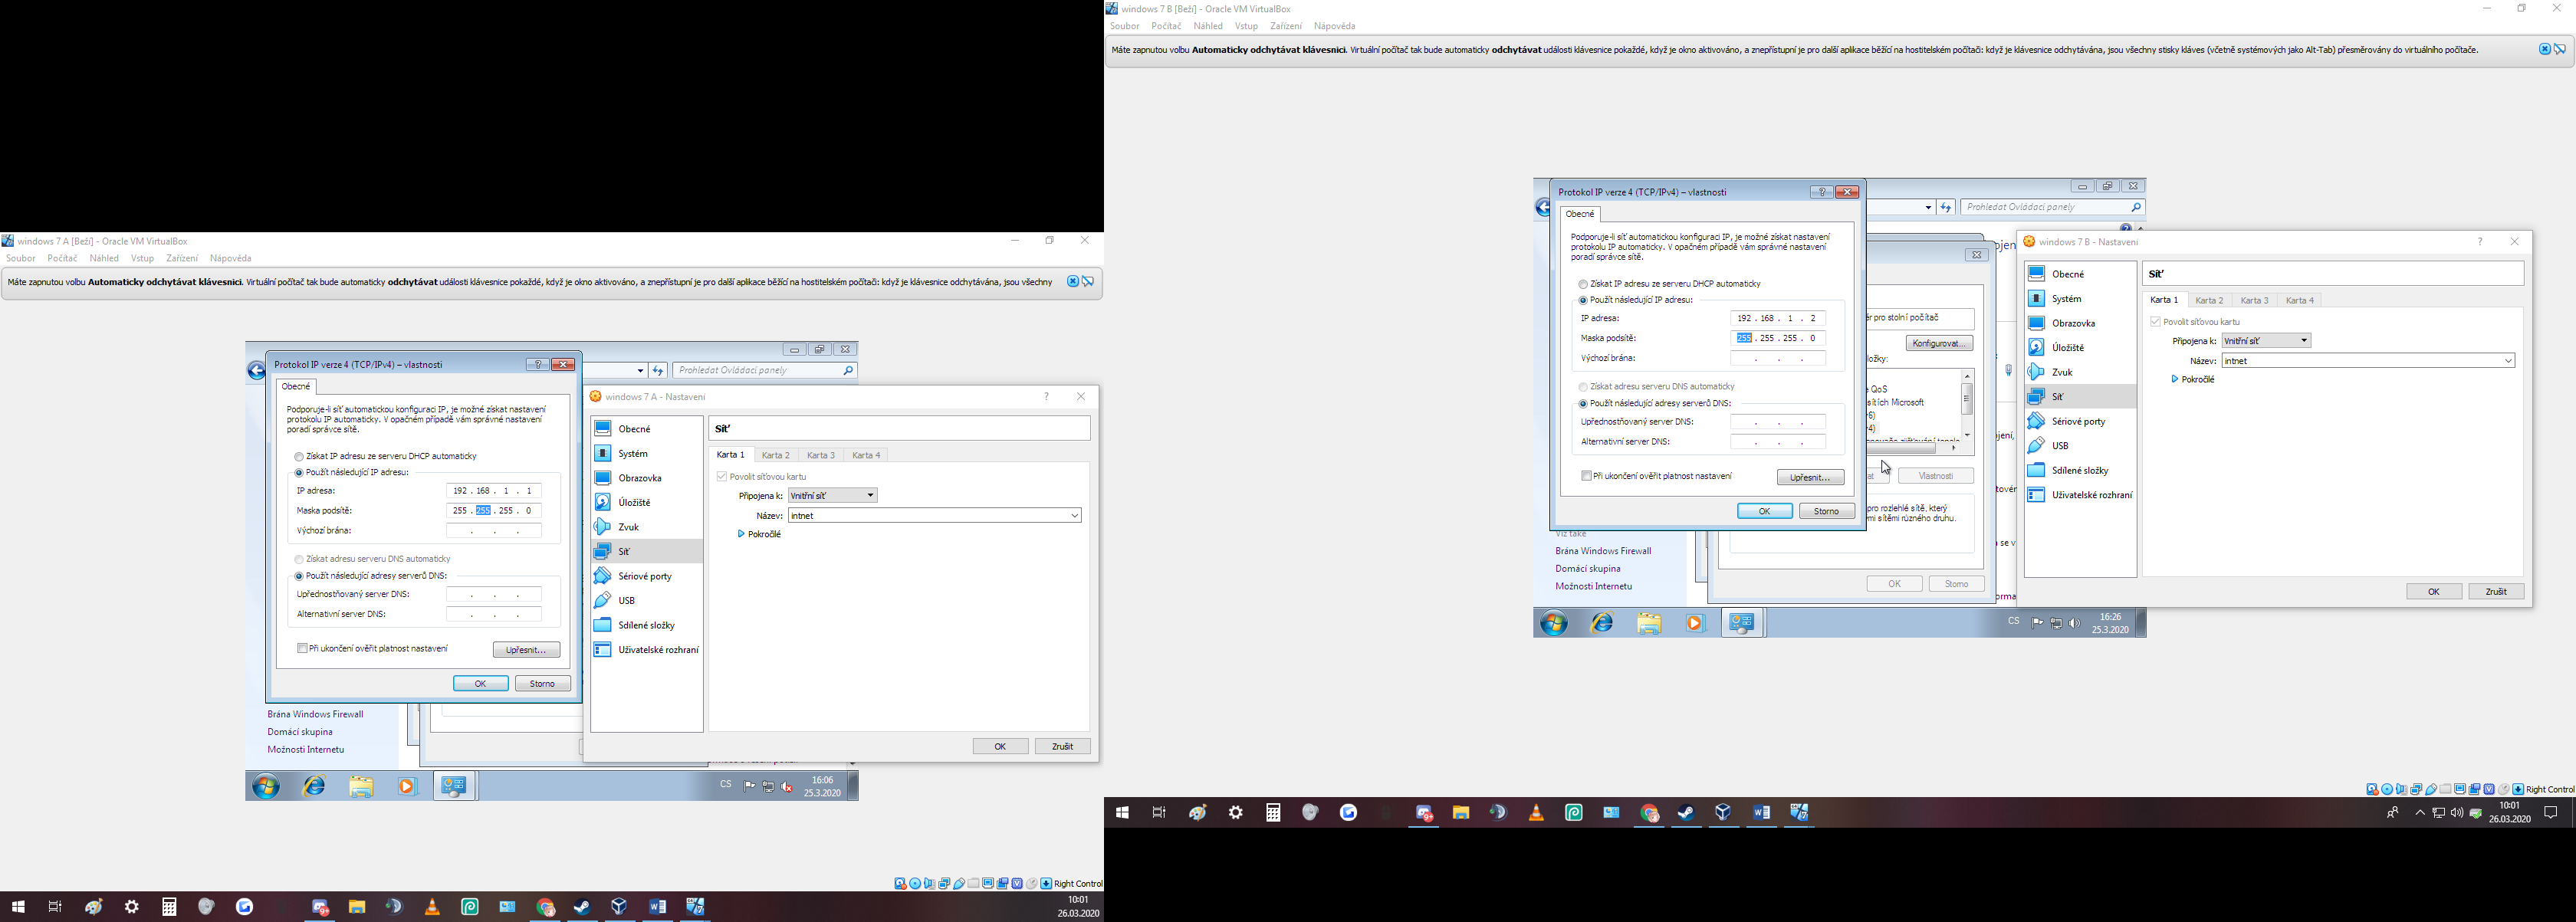 windows 7 A [Běží] - Oracle VM VirtualBox
Soubor Počítač Náhled Vstup Zařízení Nápověda
Máte zapnutou volbu Automaticky odchytávat klávesnici. Virtuální počítač tak bude automaticky odchytávat události klávesnice pokaždé, když je okno aktivováno, a znepřístupní je pro další aplikace běžící na hostitelském počítači: když je klávesnice odchytávána, jsou všechny
Protokol IP verze 4 (TCP/IPv4) – vlastnosti
Prohledat Ovládací panely
Obecné
Podporuje-li síť automatickou konfiguraci IP, je možné získat nastavení
protokolu IP automaticky. V opačném případě vám správné nastavení
poradí správce sítě.
Získat IP adresu ze serveru DHCP automaticky
Použít následující IP adresu:
IP adresa: 192 . 168 . 1 . 1
Maska podsítě: 255 . 255 . 255 . 0
Výchozí brána: . . .
Získat adresu serveru DNS automaticky
Použít následující adresy serverů DNS:
Upřednostňovaný server DNS: . . .
Alternativní server DNS: . . .
Při ukončení ověřit platnost nastavení
Upřesnit...
OK Storno
Brána Windows Firewall
Domácí skupina
Možnosti Internetu
windows 7 A - Nastavení
Obecné
Systém
Obrazovka
Úložiště
Zvuk
Síť
Sériové porty
USB
Sdílené složky
Uživatelské rozhraní
Síť
Karta 1 Karta 2 Karta 3 Karta 4
Povolit síťovou kartu
Připojena k: Vnitřní síť
Název: intnet
Pokročilé
OK Zrušit
CS 16:06
25.3.2020
Right Control
10:01
26.03.2020
windows 7 B [Běží] - Oracle VM VirtualBox
Soubor Počítač Náhled Vstup Zařízení Nápověda
Máte zapnutou volbu Automaticky odchytávat klávesnici. Virtuální počítač tak bude automaticky odchytávat události klávesnice pokaždé, když je okno aktivováno, a znepřístupní je pro další aplikace běžící na hostitelském počítači: když je klávesnice odchytávána, jsou všechny stisky kláves (včetně systémových jako Alt-Tab) přesměrovány do virtuálního počítače.
Protokol IP verze 4 (TCP/IPv4) – vlastnosti
Prohledat Ovládací panely
Obecné
Podporuje-li síť automatickou konfiguraci IP, je možné získat nastavení
protokolu IP automaticky. V opačném případě vám správné nastavení
poradí správce sítě.
Získat IP adresu ze serveru DHCP automaticky
Použít následující IP adresu:
IP adresa: 192 . 168 . 1 . 2
Maska podsítě: 255 . 255 . 255 . 0
Výchozí brána: . . .
Získat adresu serveru DNS automaticky
Použít následující adresy serverů DNS:
Upřednostňovaný server DNS: . . .
Alternativní server DNS: . . .
Při ukončení ověřit platnost nastavení
Upřesnit...
OK Storno
ér pro stolní počítač
Konfigurovat...
ložky:
QoS
sítích Microsoft
Vlastnosti
pro rozlehlé sítě, který
mi sítěmi různého druhu.
OK Storno
Viz také
Brána Windows Firewall
Domácí skupina
Možnosti Internetu
windows 7 B - Nastavení
Obecné
Systém
Obrazovka
Úložiště
Zvuk
Síť
Sériové porty
USB
Sdílené složky
Uživatelské rozhraní
Síť
Karta 1 Karta 2 Karta 3 Karta 4
Povolit síťovou kartu
Připojena k: Vnitřní síť
Název: intnet
Pokročilé
OK Zrušit
CS 16:26
25.3.2020
Right Control
10:01
26.03.2020